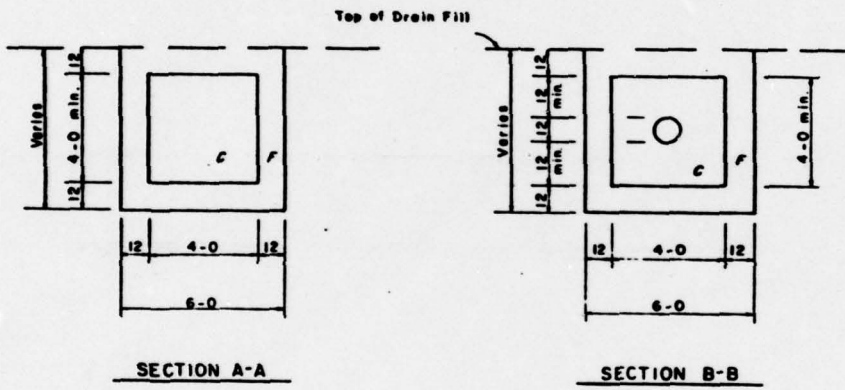 Top of Drain Fill
Varies
12
4-0 min.
12
C
F
12
4-0
12
6-0
SECTION A-A
Varies
12
12
min
12
min.
12
C
F
4-0 min.
12
4-0
12
6-0
SECTION B-B